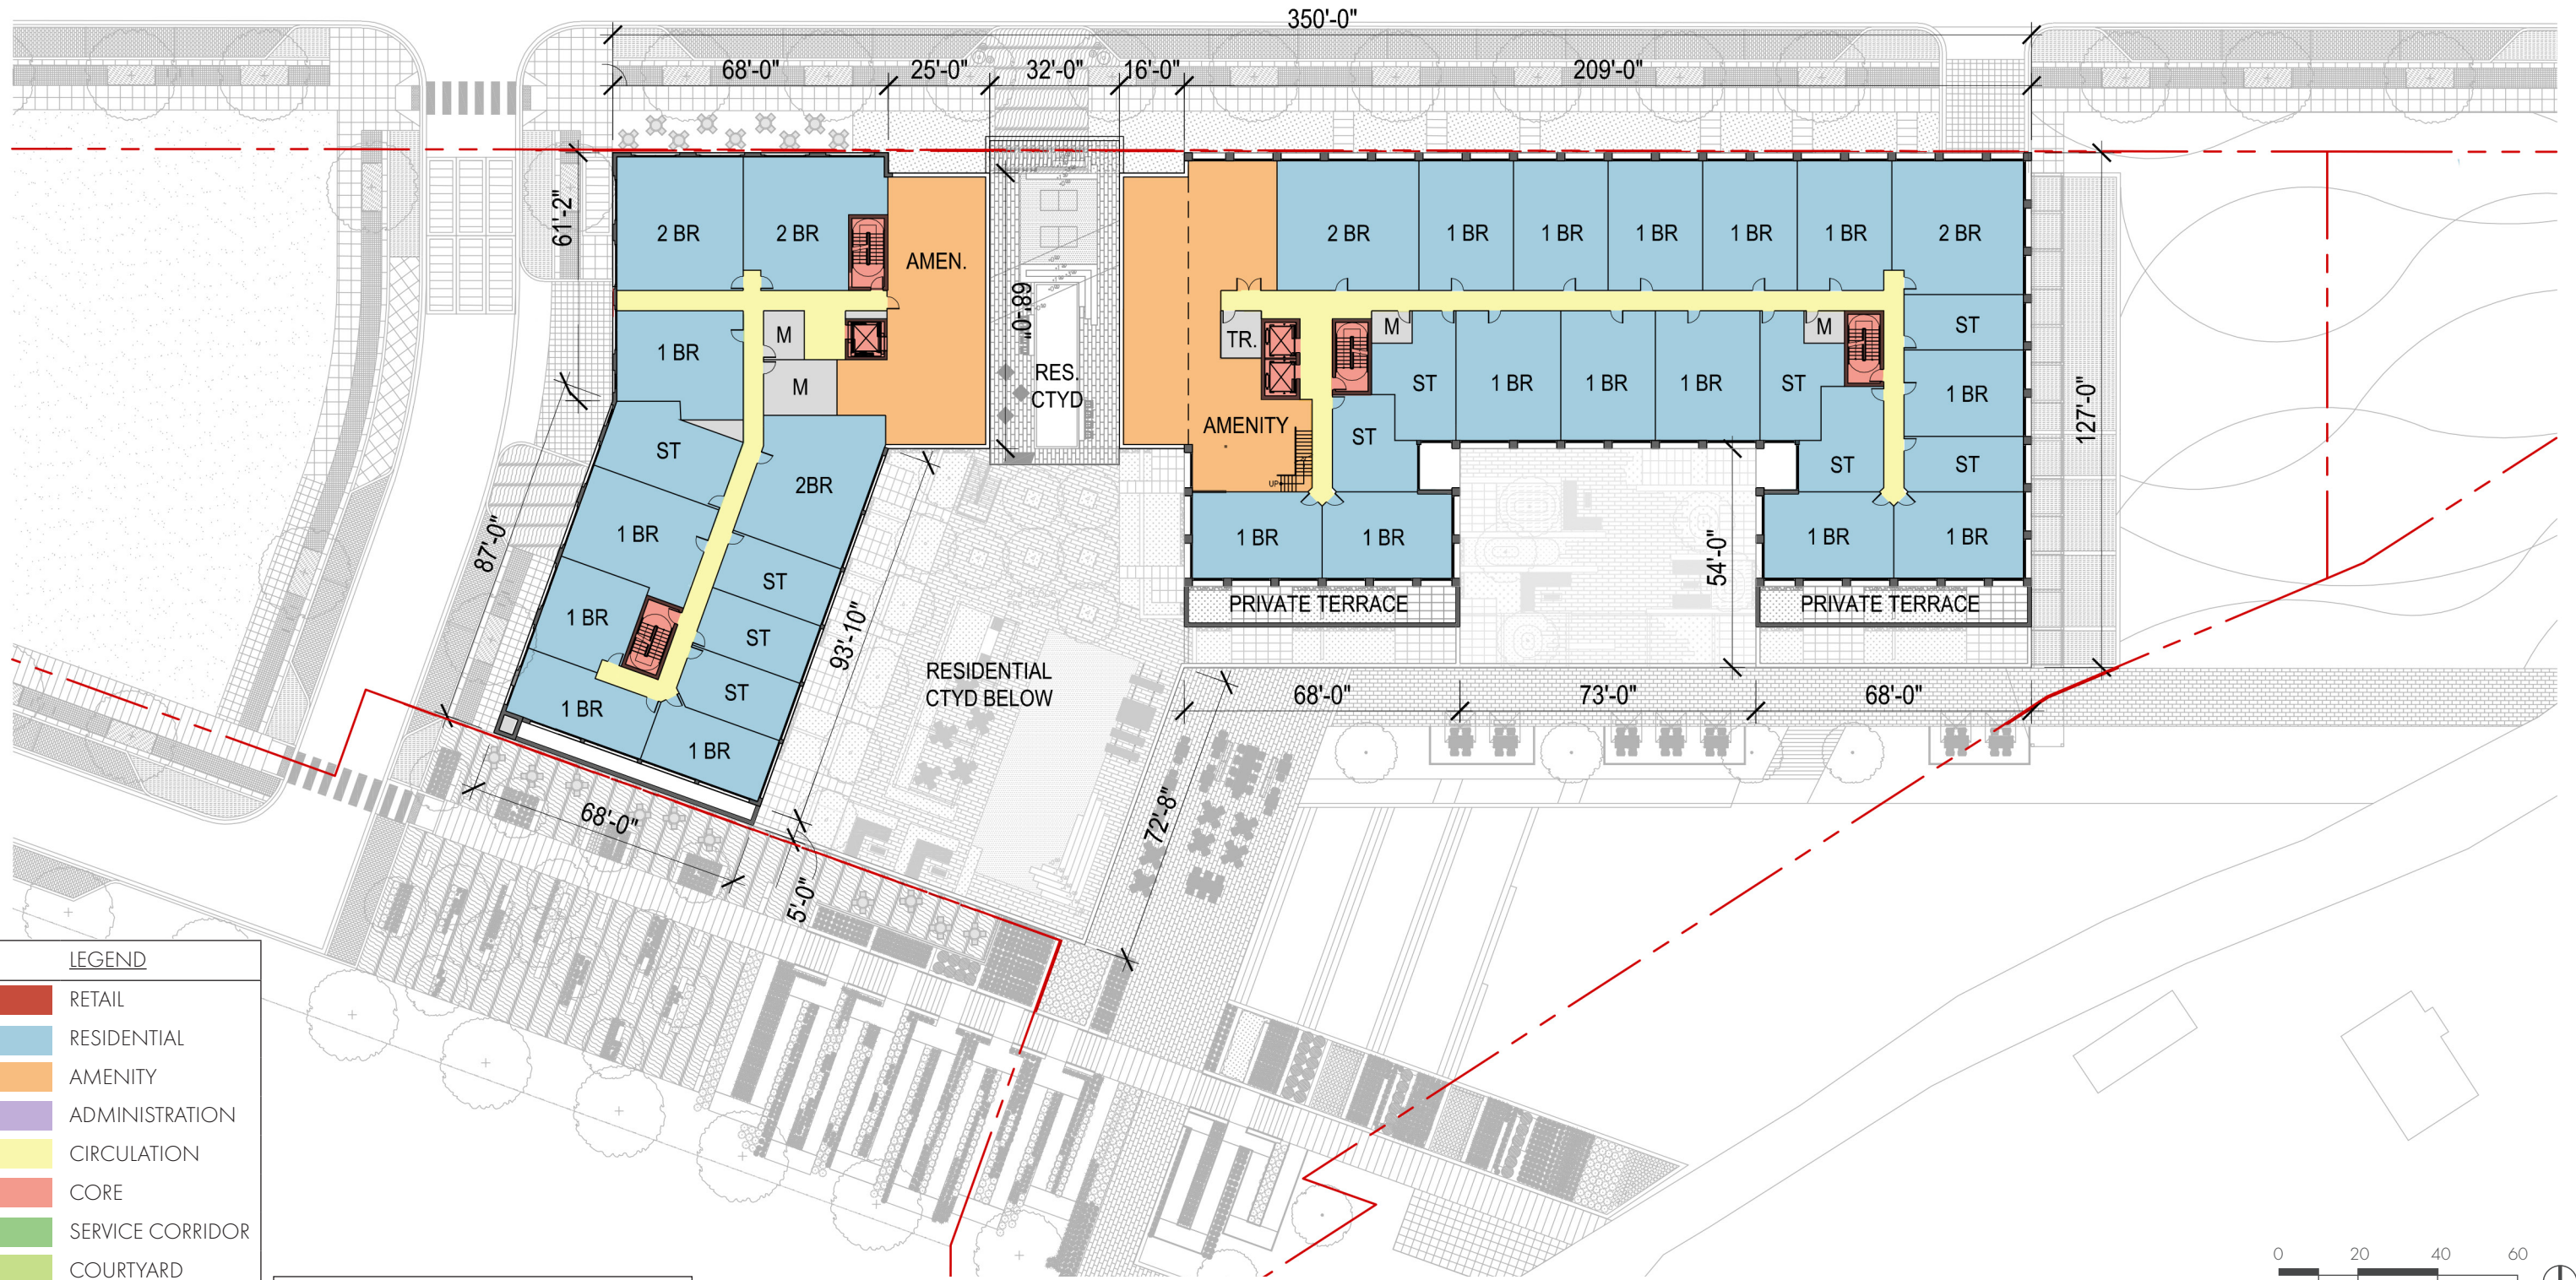 350'-0"
68'-0"
25'-0"
32'-0"
16'-0"
209'-0"
61'-2"
2 BR
2 BR
AMEN.
68'-0"
2 BR
1 BR
1 BR
1 BR
1 BR
1 BR
2 BR
1 BR
M
M
RES.
CTYD
TR.
M
M
ST
ST
1 BR
1 BR
1 BR
ST
1 BR
127'-0"
AMENITY
UP
ST
ST
ST
ST
2BR
1 BR
87'-0"
1 BR
1 BR
1 BR
1 BR
54'-0"
ST
1 BR
ST
93'-10"
PRIVATE TERRACE
PRIVATE TERRACE
RESIDENTIAL
CTYD BELOW
ST
1 BR
1 BR
68'-0"
73'-0"
68'-0"
68'-0"
72'-8"
5'-0"
LEGEND
RETAIL
RESIDENTIAL
AMENITY
ADMINISTRATION
CIRCULATION
CORE
SERVICE CORRIDOR
COURTYARD
0 20 40 60